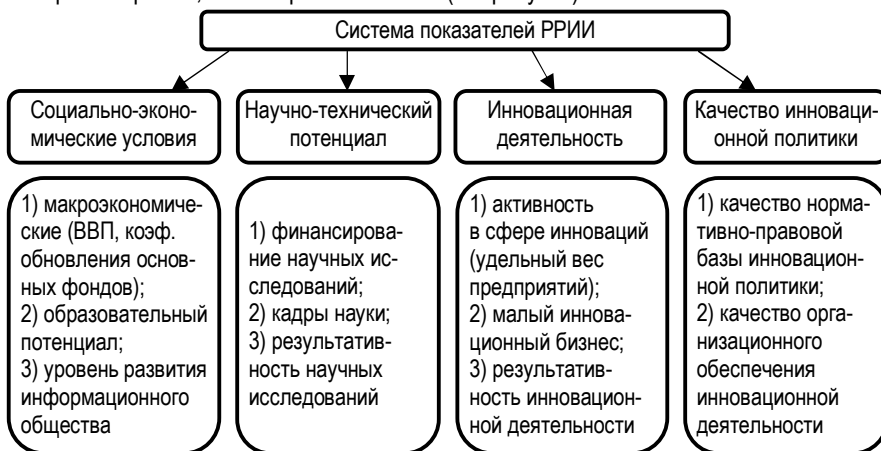 Система показателей РРИИ
Социально-эконо-
мические условия
Научно-технический
потенциал
Инновационная
деятельность
Качество инноваци-
онной политики
1) макроэкономиче-
ские (ВВП, коэф.
обновления основ-
ных фондов);
2) образовательный
потенциал;
3) уровень развития
информационного
общества
1) финансирова-
ние научных ис-
следований;
2) кадры науки;
3) результатив-
ность научных
исследований
1) активность
в сфере инноваций
(удельный вес
предприятий);
2) малый иннова-
ционный бизнес;
3) результатив-
ность инновацион-
ной деятельности
1) качество норма-
тивно-правовой
базы инновацион-
ной политики;
2) качество орга-
низационного
обеспечения
инновационной
деятельности